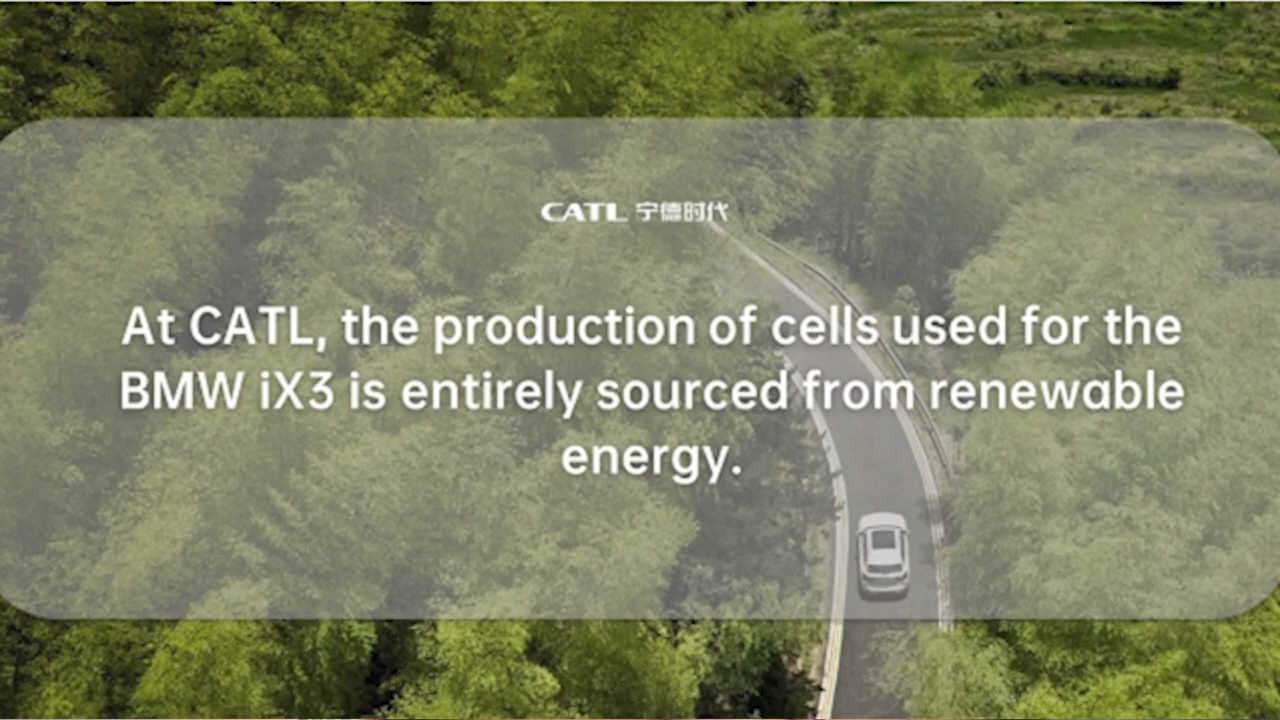 CATL 宁德时代
At CATL, the production of cells used for the
BMW iX3 is entirely sourced from renewable
energy.